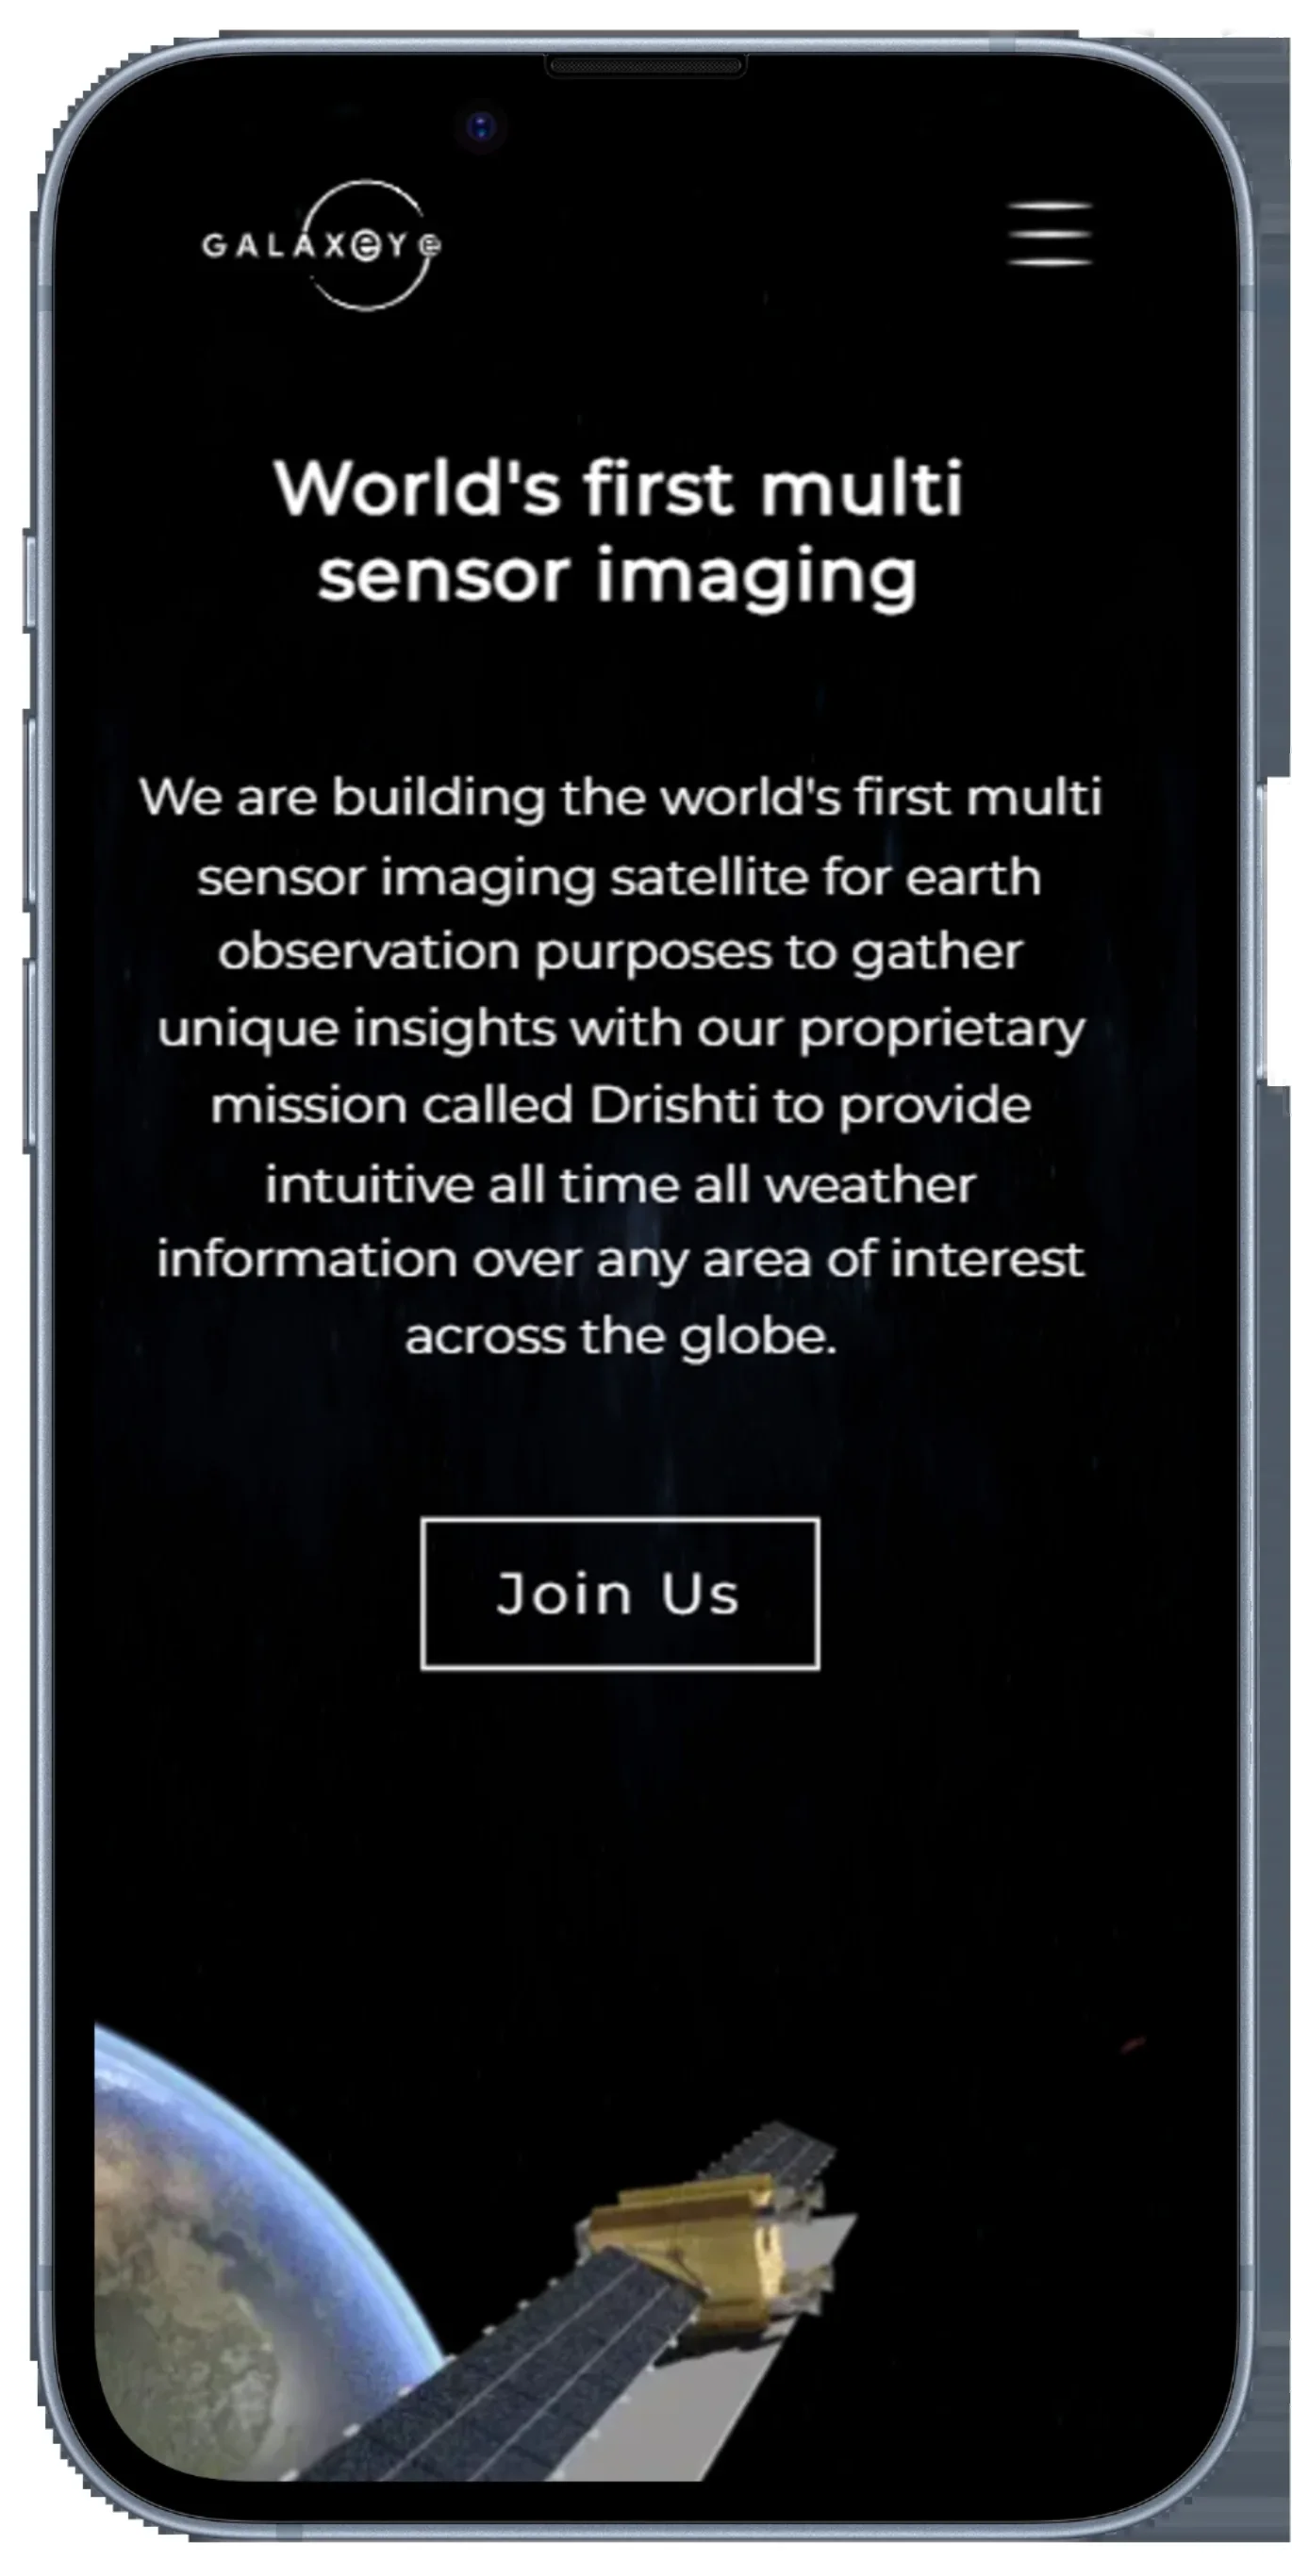 GALAXeYe
World's first multi
sensor imaging
We are building the world's first multi
sensor imaging satellite for earth
observation purposes to gather
unique insights with our proprietary
mission called Drishti to provide
intuitive all time all weather
information over any area of interest
across the globe.
Join Us